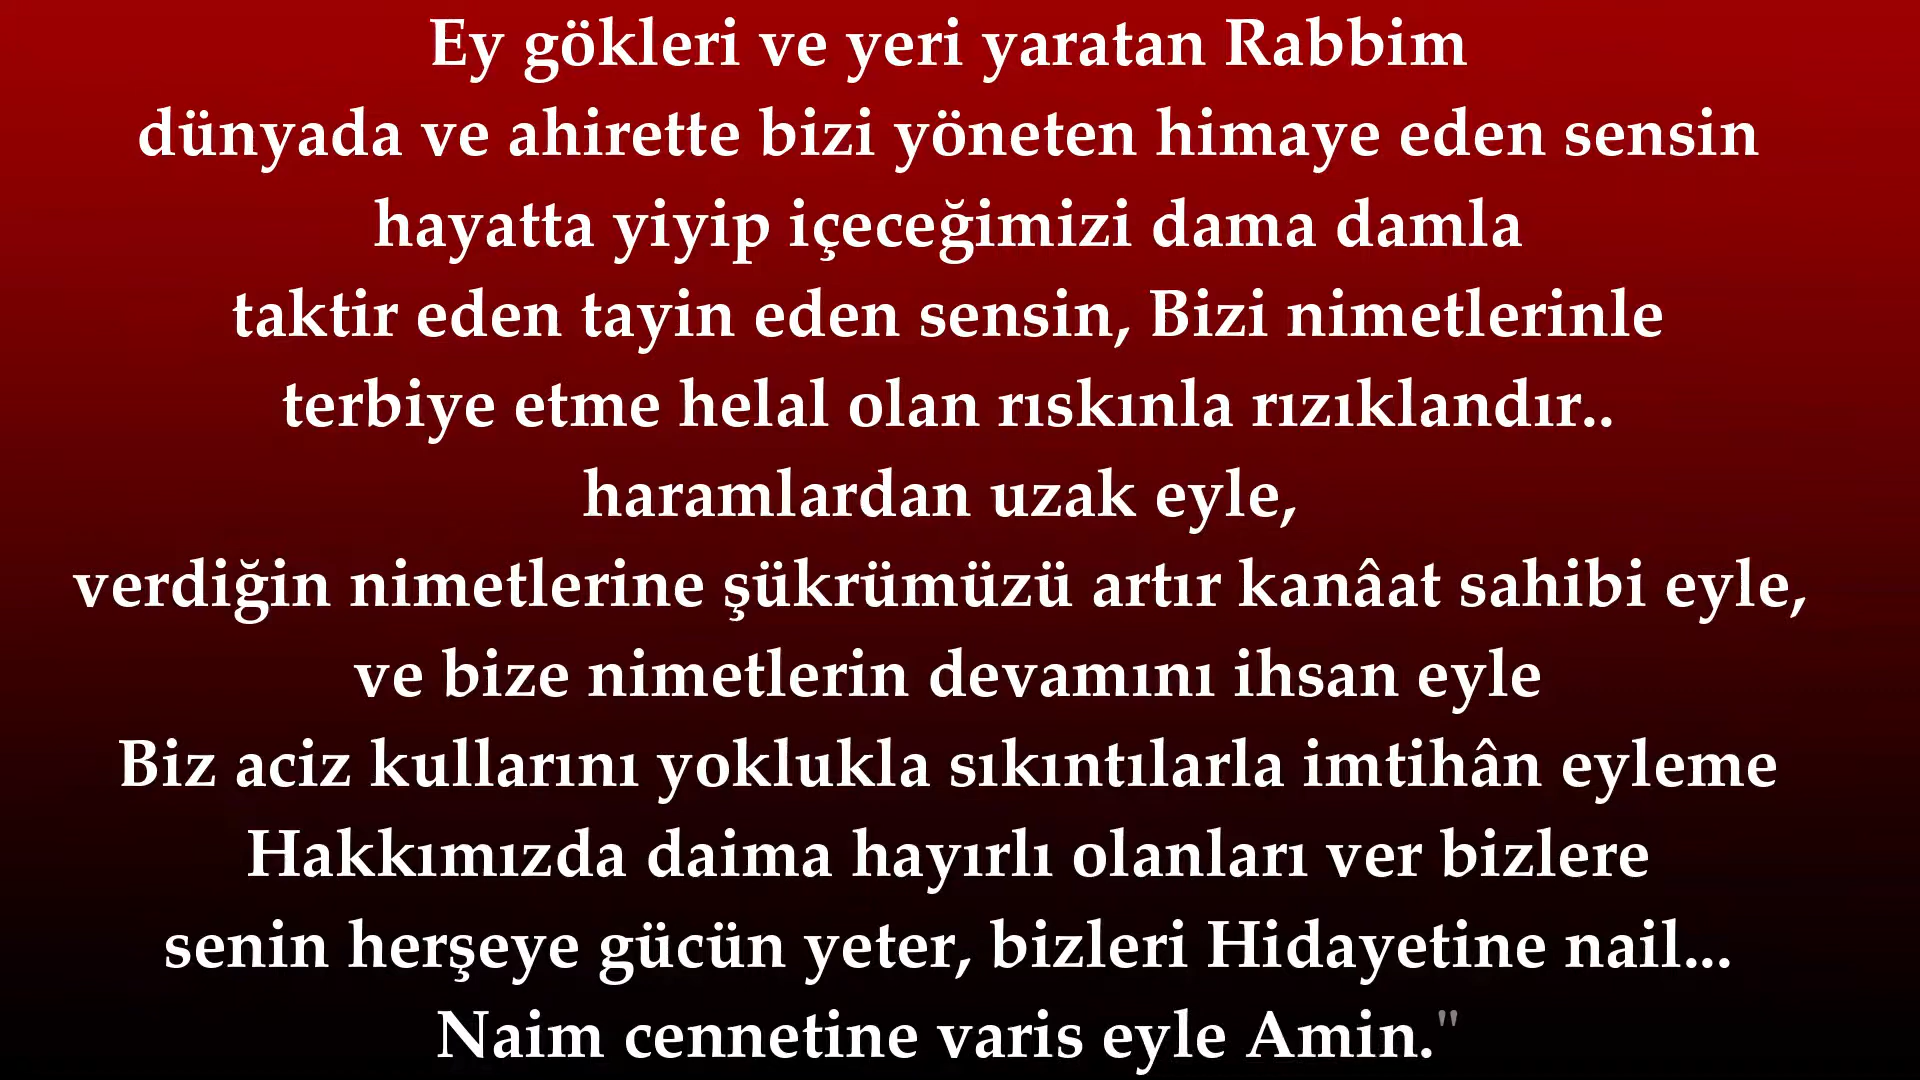 Ey gökleri ve yeri yaratan Rabbim
dünyada ve ahirette bizi yöneten himaye eden sensin
hayatta yiyip içeceğimizi dama damla
taktir eden tayin eden sensin, Bizi nimetlerinle
terbiye etme helal olan rıskınla rızıklandır..
haramlardan uzak eyle,
verdiğin nimetlerine şükrümüzü artır kanâat sahibi eyle,
ve bize nimetlerin devamını ihsan eyle
Biz aciz kullarını yoklukla sıkıntılarla imtihân eyleme
Hakkımızda daima hayırlı olanları ver bizlere
senin herşeye gücün yeter, bizleri Hidayetine nail...
Naim cennetine varis eyle Amin."